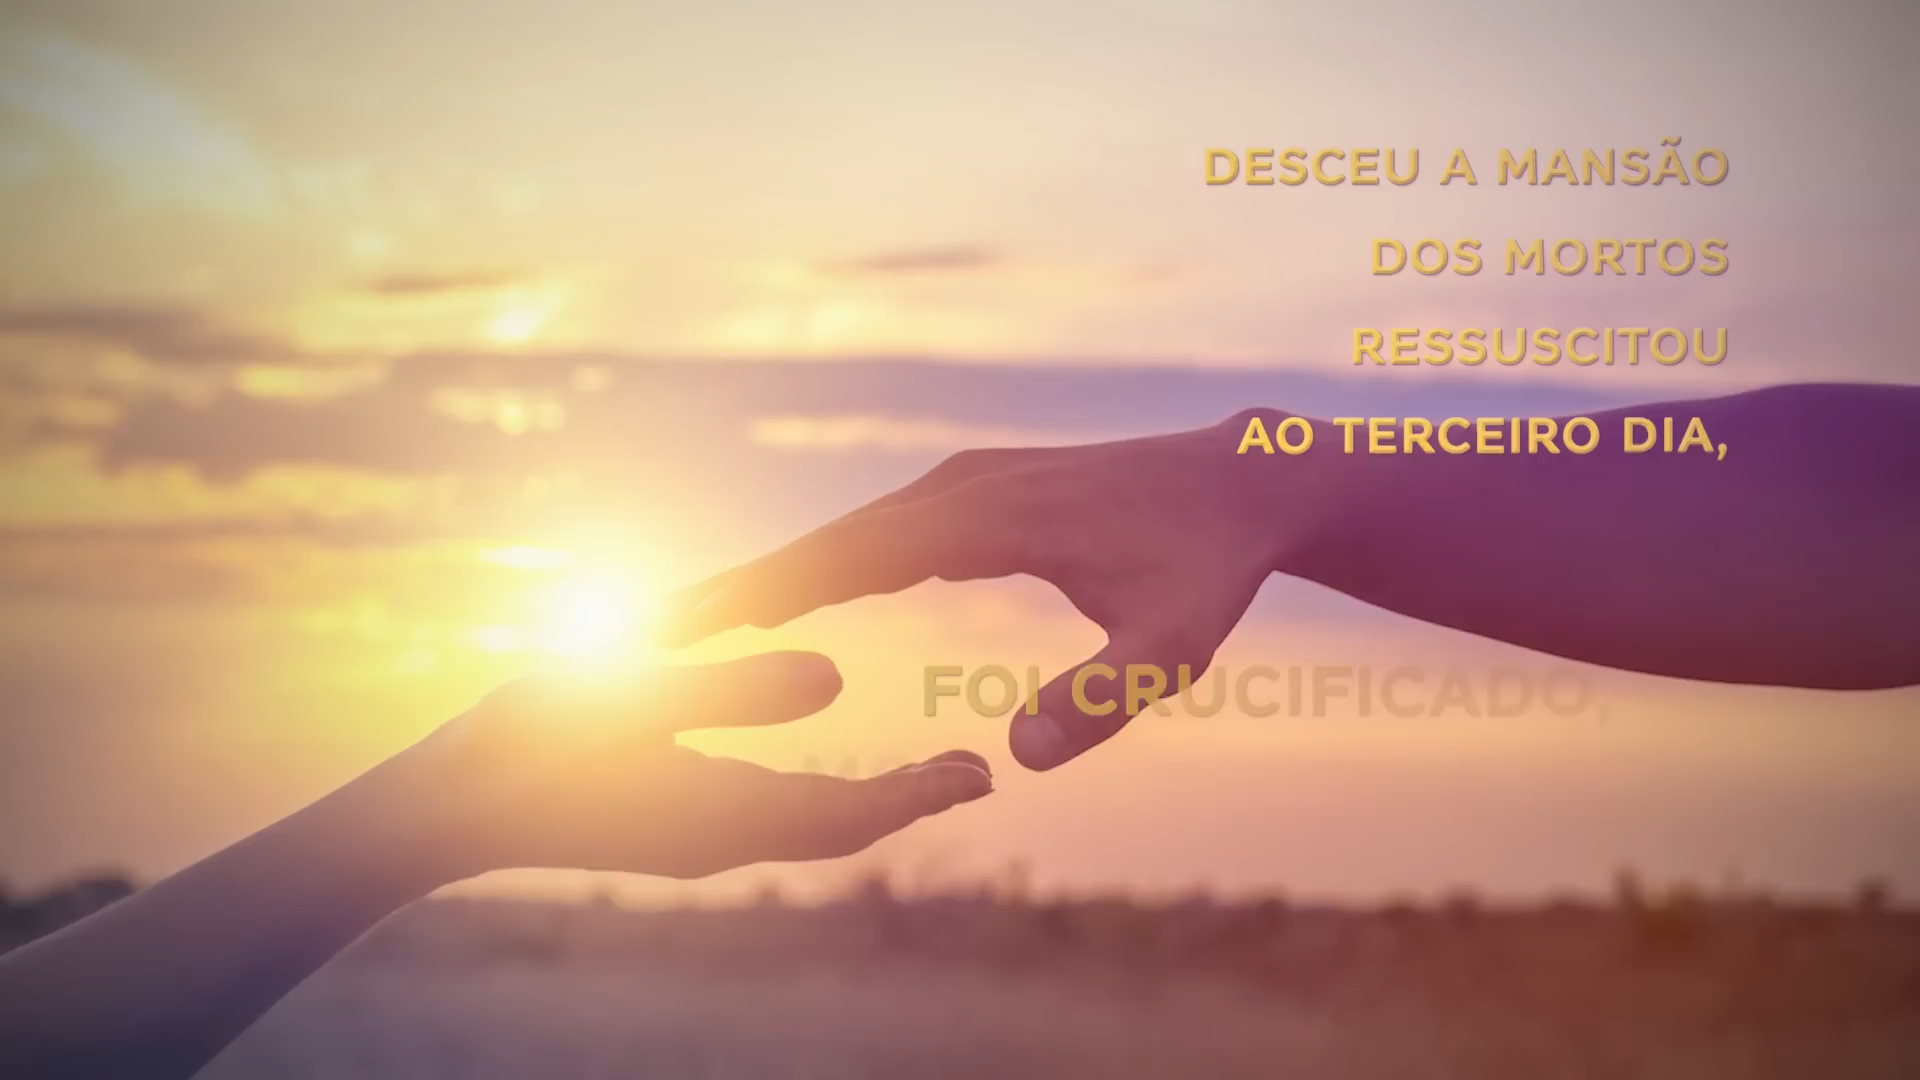 DESCEU A MANSÃO
DOS MORTOS
RESSUSCITOU
AO TERCEIRO DIA,
FOI CRUCIFICADO,